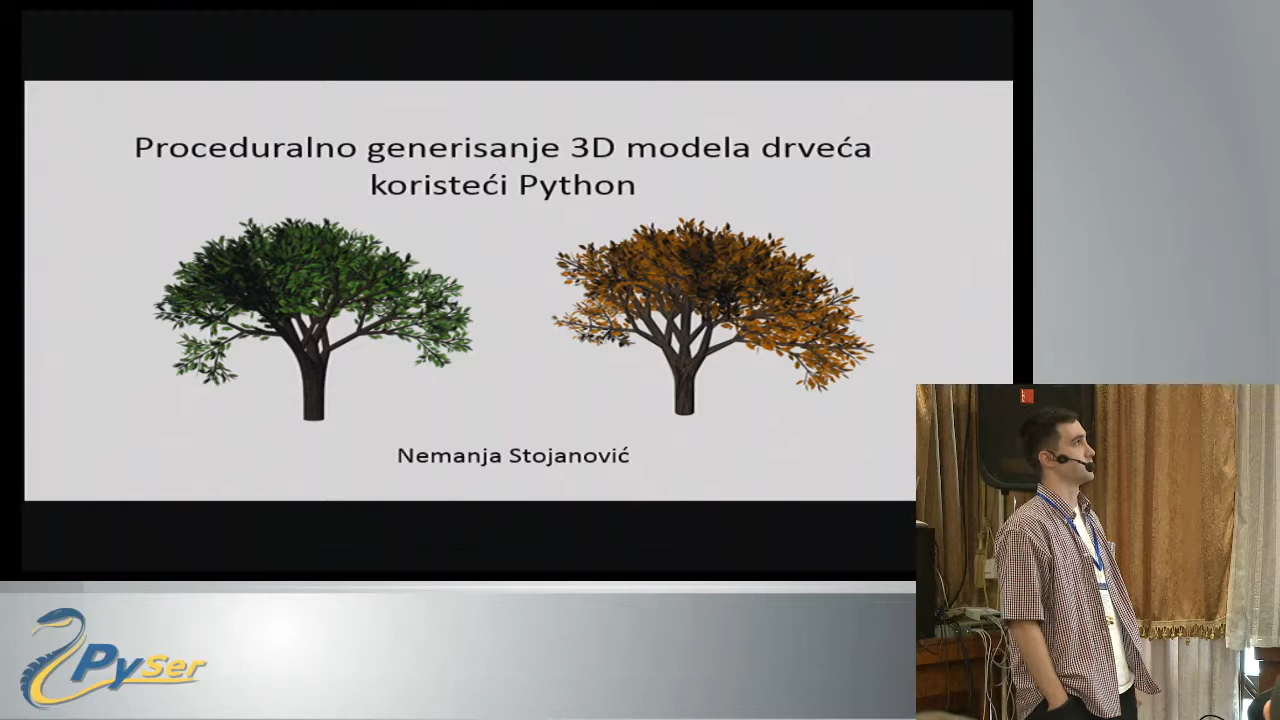 Proceduralno generisanje 3D modela drveća
koristeći Python
Nemanja Stojanović
PySer